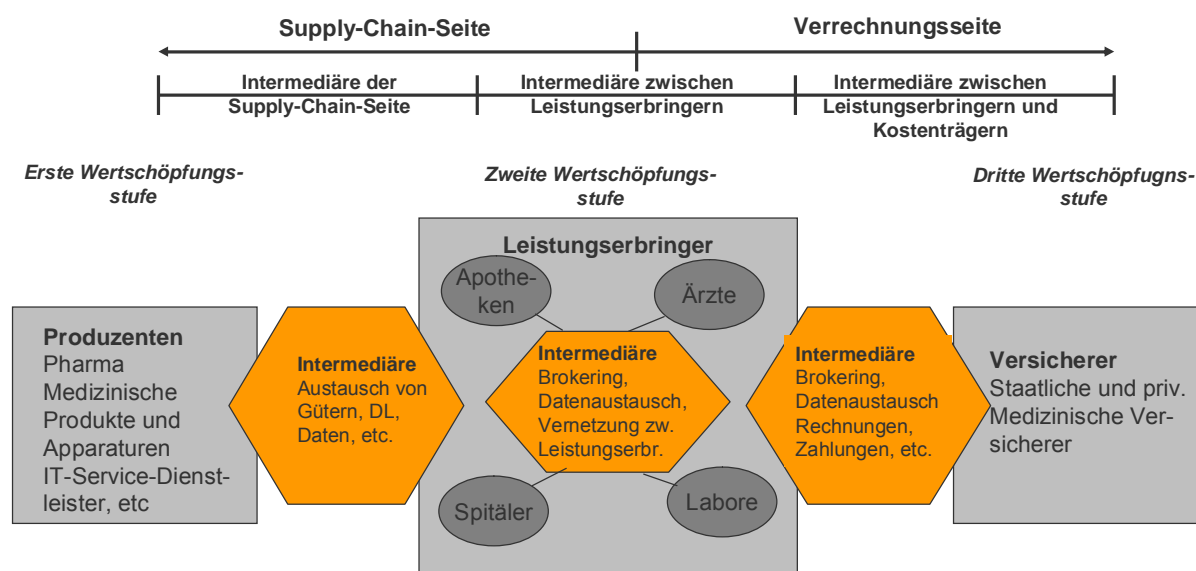 Supply-Chain-Seite
Verrechnungsseite
Intermediäre der
Supply-Chain-Seite
Intermediäre zwischen
Leistungserbringern
Intermediäre zwischen
Leistungserbringern und
Kostenträgern
Erste Wertschöpfungs-
stufe
Zweite Wertschöpfungs-
stufe
Dritte Wertschöpfugns-
stufe
Leistungserbringer
Apothe-
ken
Ärzte
Produzenten
Pharma
Medizinische
Produkte und
Apparaturen
IT-Service-Dienst-
leister, etc
Intermediäre
Austausch von
Gütern, DL,
Daten, etc.
Intermediäre
Brokering,
Datenaustausch,
Vernetzung zw.
Leistungserbr.
Intermediäre
Brokering,
Datenaustausch
Rechnungen,
Zahlungen, etc.
Versicherer
Staatliche und priv.
Medizinische Ver-
sicherer
Spitäler
Labore